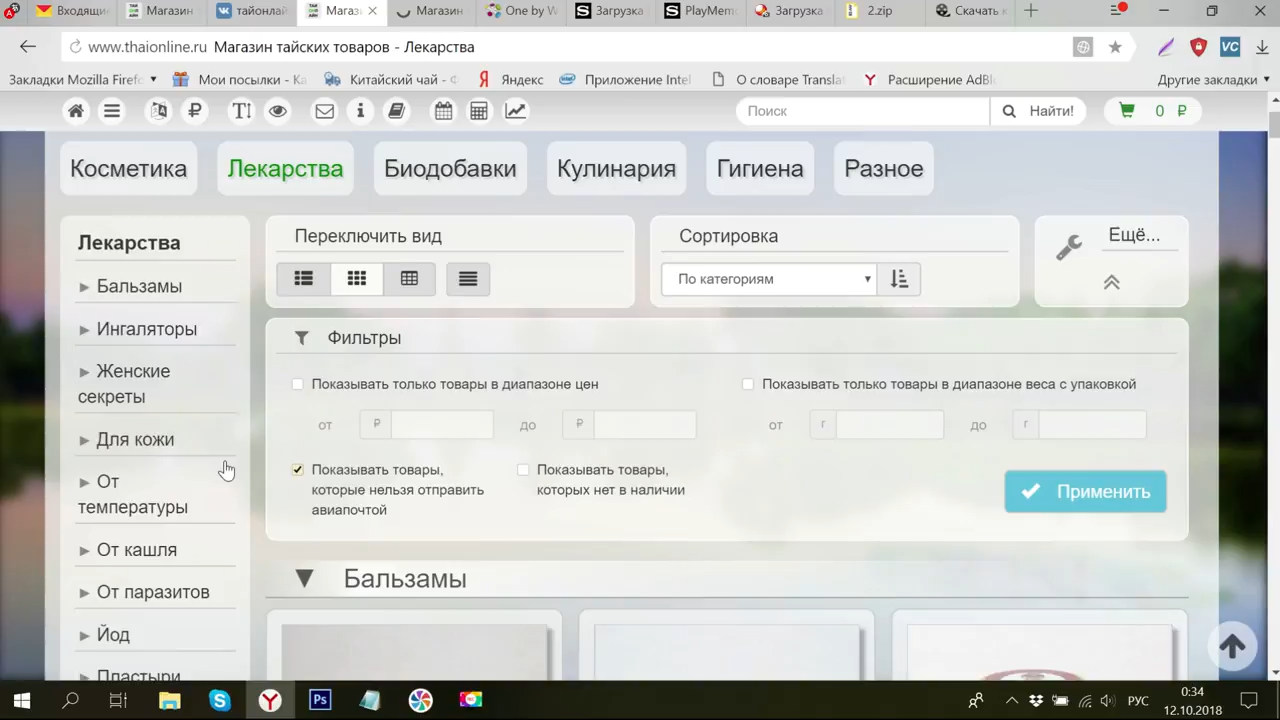 Входящи
Магазин
тайонлай
Магаз
Магазин
One by W
Загрузка
PlayMem
Загрузка
2.zip
Скачать к
www.thaionline.ru Магазин тайских товаров - Лекарства
Закладки Mozilla Firef
Мои посылки - Ка
Китайский чай - Ф
Яндекс
Приложение Intel
О словаре Transla
Расширение AdBl
Другие закладки
Поиск
Найти!
0 ₽
Косметика
Лекарства
Биодобавки
Кулинария
Гигиена
Разное
Лекарства
Бальзамы
Ингаляторы
Женские
секреты
Для кожи
От
температуры
От кашля
От паразитов
Йод
Пластыри
Переключить вид
Сортировка
По категориям
Ещё...
Фильтры
Показывать только товары в диапазоне цен
от ₽ до ₽
Показывать только товары в диапазоне веса с упаковкой
от г до г
Показывать товары,
которые нельзя отправить
авиапочтой
Показывать товары,
которых нет в наличии
Применить
Бальзамы
Ps
РУС
0:34
12.10.2018